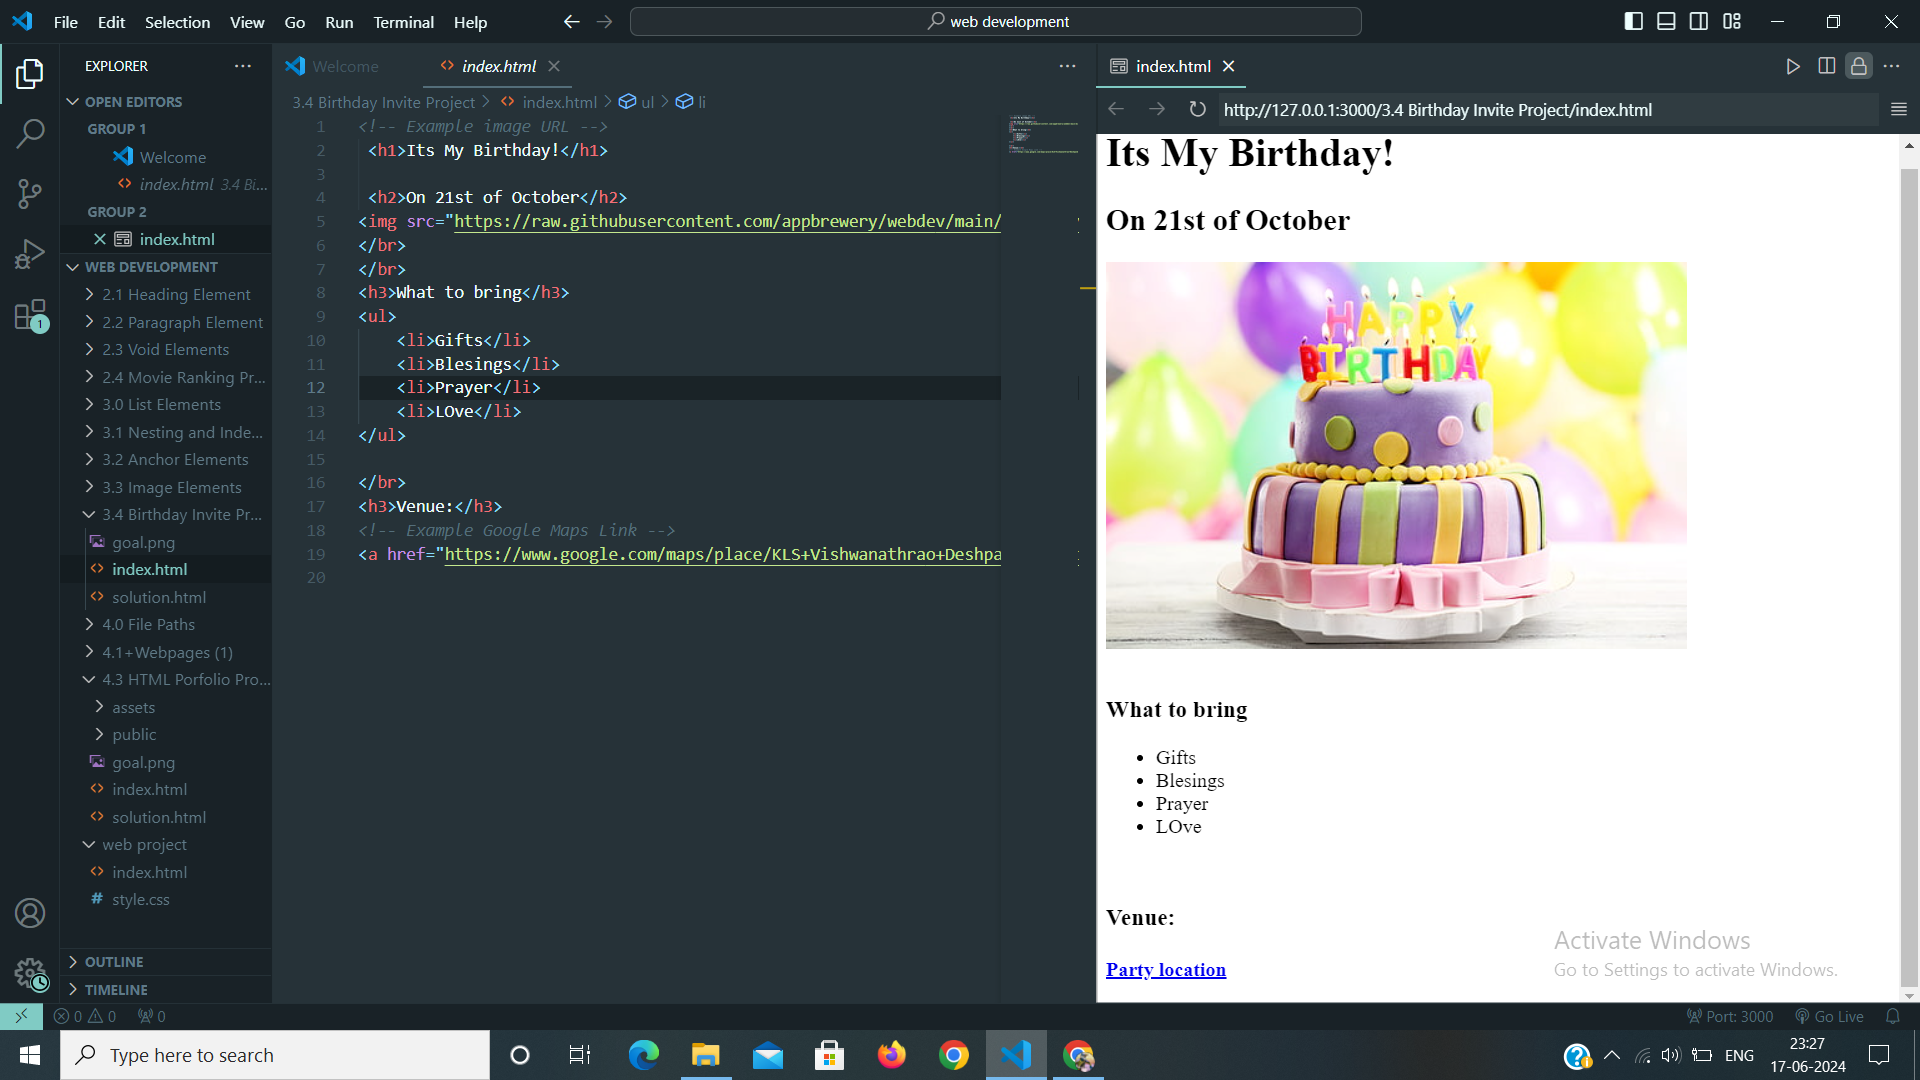 File Edit Selection View Go Run Terminal Help
web development
EXPLORER
OPEN EDITORS
GROUP 1
Welcome
index.html 3.4 Bi...
GROUP 2
index.html
WEB DEVELOPMENT
2.1 Heading Element
2.2 Paragraph Element
2.3 Void Elements
2.4 Movie Ranking Pr...
3.0 List Elements
3.1 Nesting and Inde...
3.2 Anchor Elements
3.3 Image Elements
3.4 Birthday Invite Pr...
goal.png
index.html
solution.html
4.0 File Paths
4.1+Webpages (1)
4.3 HTML Porfolio Pro...
assets
public
goal.png
index.html
solution.html
web project
index.html
# style.css
OUTLINE
TIMELINE
1
Welcome
index.html
3.4 Birthday Invite Project > index.html > ul > li
1 <!-- Example image URL -->
2 <h1>Its My Birthday!</h1>
3
4 <h2>On 21st of October</h2>
5 <img src="https://raw.githubusercontent.com/appbrewery/webdev/main/
6 </br>
7 </br>
8 <h3>What to bring</h3>
9 <ul>
10 <li>Gifts</li>
11 <li>Blesings</li>
12 <li>Prayer</li>
13 <li>LOve</li>
14 </ul>
15
16 </br>
17 <h3>Venue:</h3>
18 <!-- Example Google Maps Link -->
19 <a href="https://www.google.com/maps/place/KLS+Vishwanathrao+Deshpa
20
index.html
http://127.0.0.1:3000/3.4 Birthday Invite Project/index.html
Its My Birthday!
On 21st of October
HAPPY
BIRTHDAY
What to bring
• Gifts
• Blesings
• Prayer
• LOve
Venue:
Party location
Activate Windows
Go to Settings to activate Windows.
0 0 0
Port: 3000 Go Live
Type here to search
ENG
23:27
17-06-2024